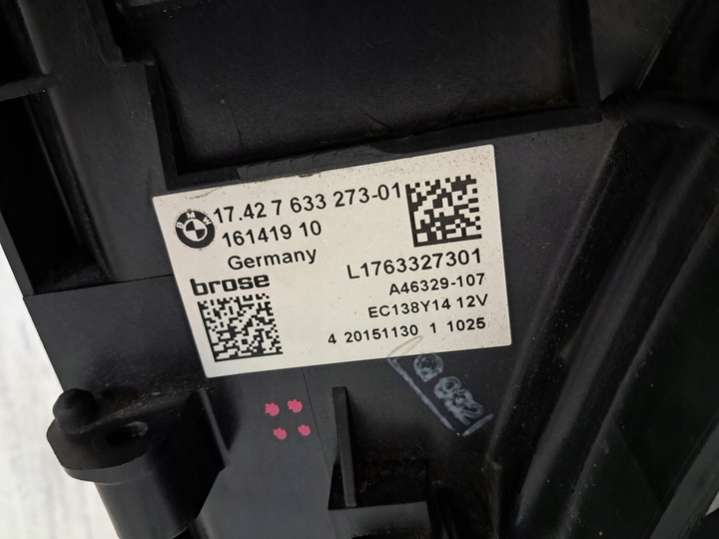 BMW
17.42 7 633 273-01
161419 10
Germany
brose
L1763327301
A46329-107
EC138Y14 12V
4 20151130 1 1025